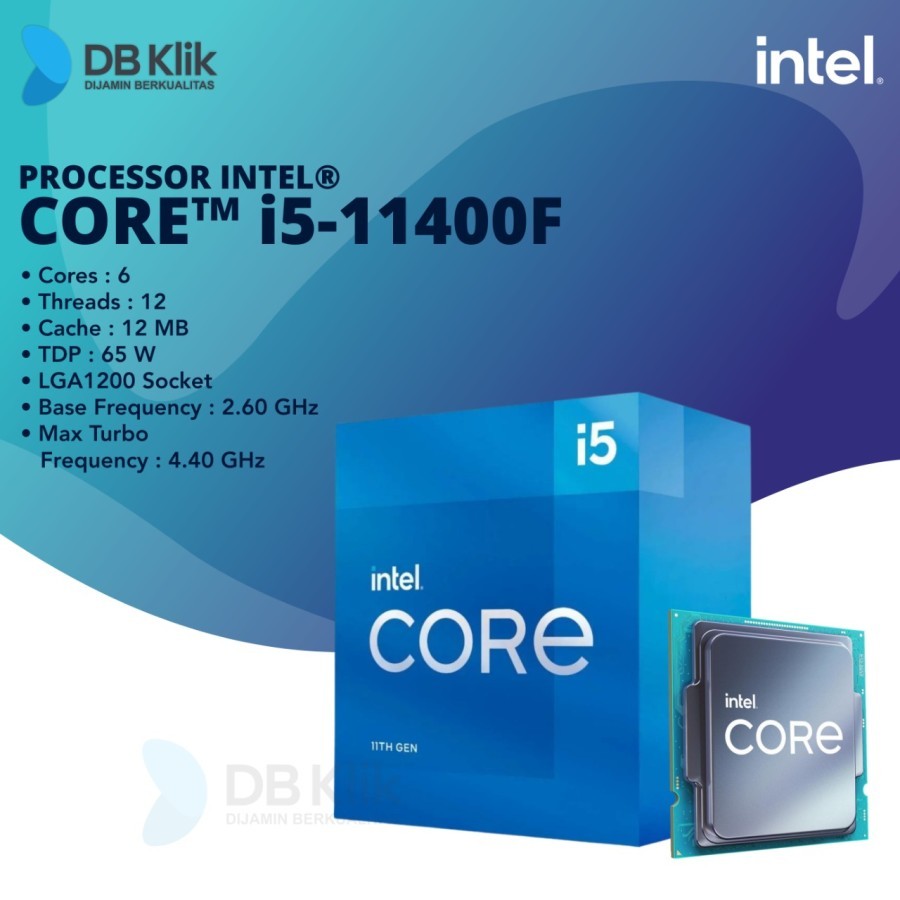 DB Klik
DIJAMIN BERKUALITAS
intel.
PROCESSOR INTEL®
CORE™ i5-11400F
• Cores : 6
• Threads : 12
• Cache : 12 MB
• TDP : 65 W
• LGA1200 Socket
• Base Frequency : 2.60 GHz
• Max Turbo
Frequency : 4.40 GHz
i5
intel.
CORE
11TH GEN
intel.
CORE
DB Klik
DIJAMIN BERKUALITAS